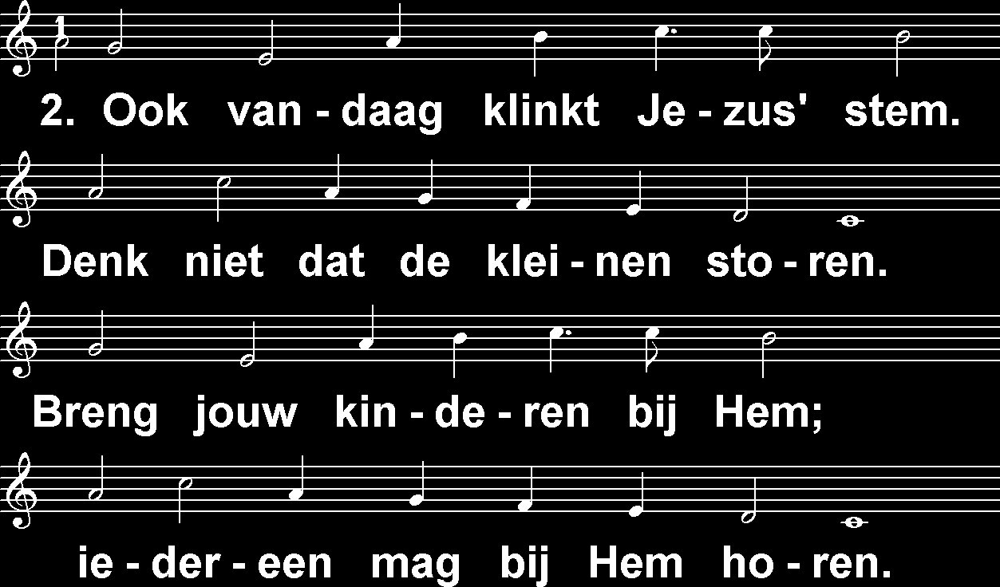 1
2. Ook van - daag klinkt Je - zus' stem.
Denk niet dat de klei - nen sto - ren.
Breng jouw kin - de - ren bij Hem;
ie - der - een mag bij Hem ho - ren.